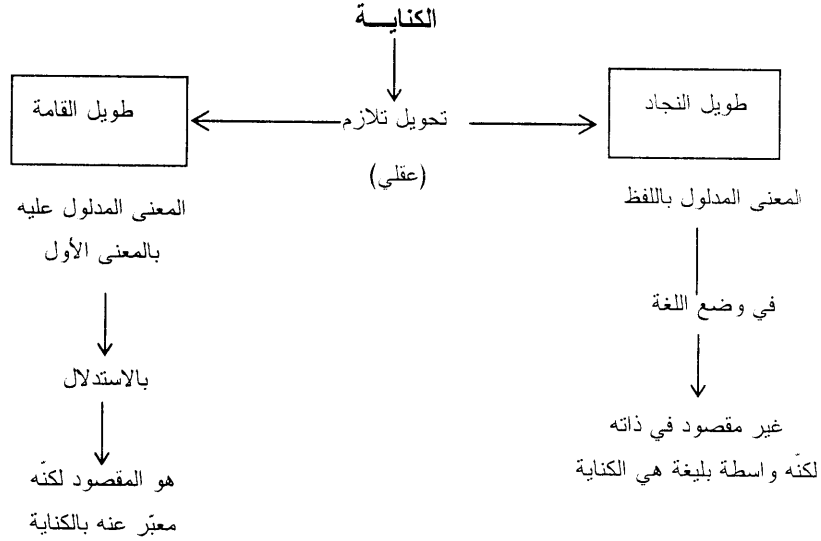 الكنايـــة
طويل النجاد
تحويل تلازم
طويل القامة
(عقلي)
المعنى المدلول باللفظ
في وضع اللغة
غير مقصود في ذاته
لكنّه واسطة بليغة هي الكناية
المعنى المدلول عليه
بالمعنى الأول
بالاستدلال
هو المقصود لكنّه
معبّر عنه بالكناية